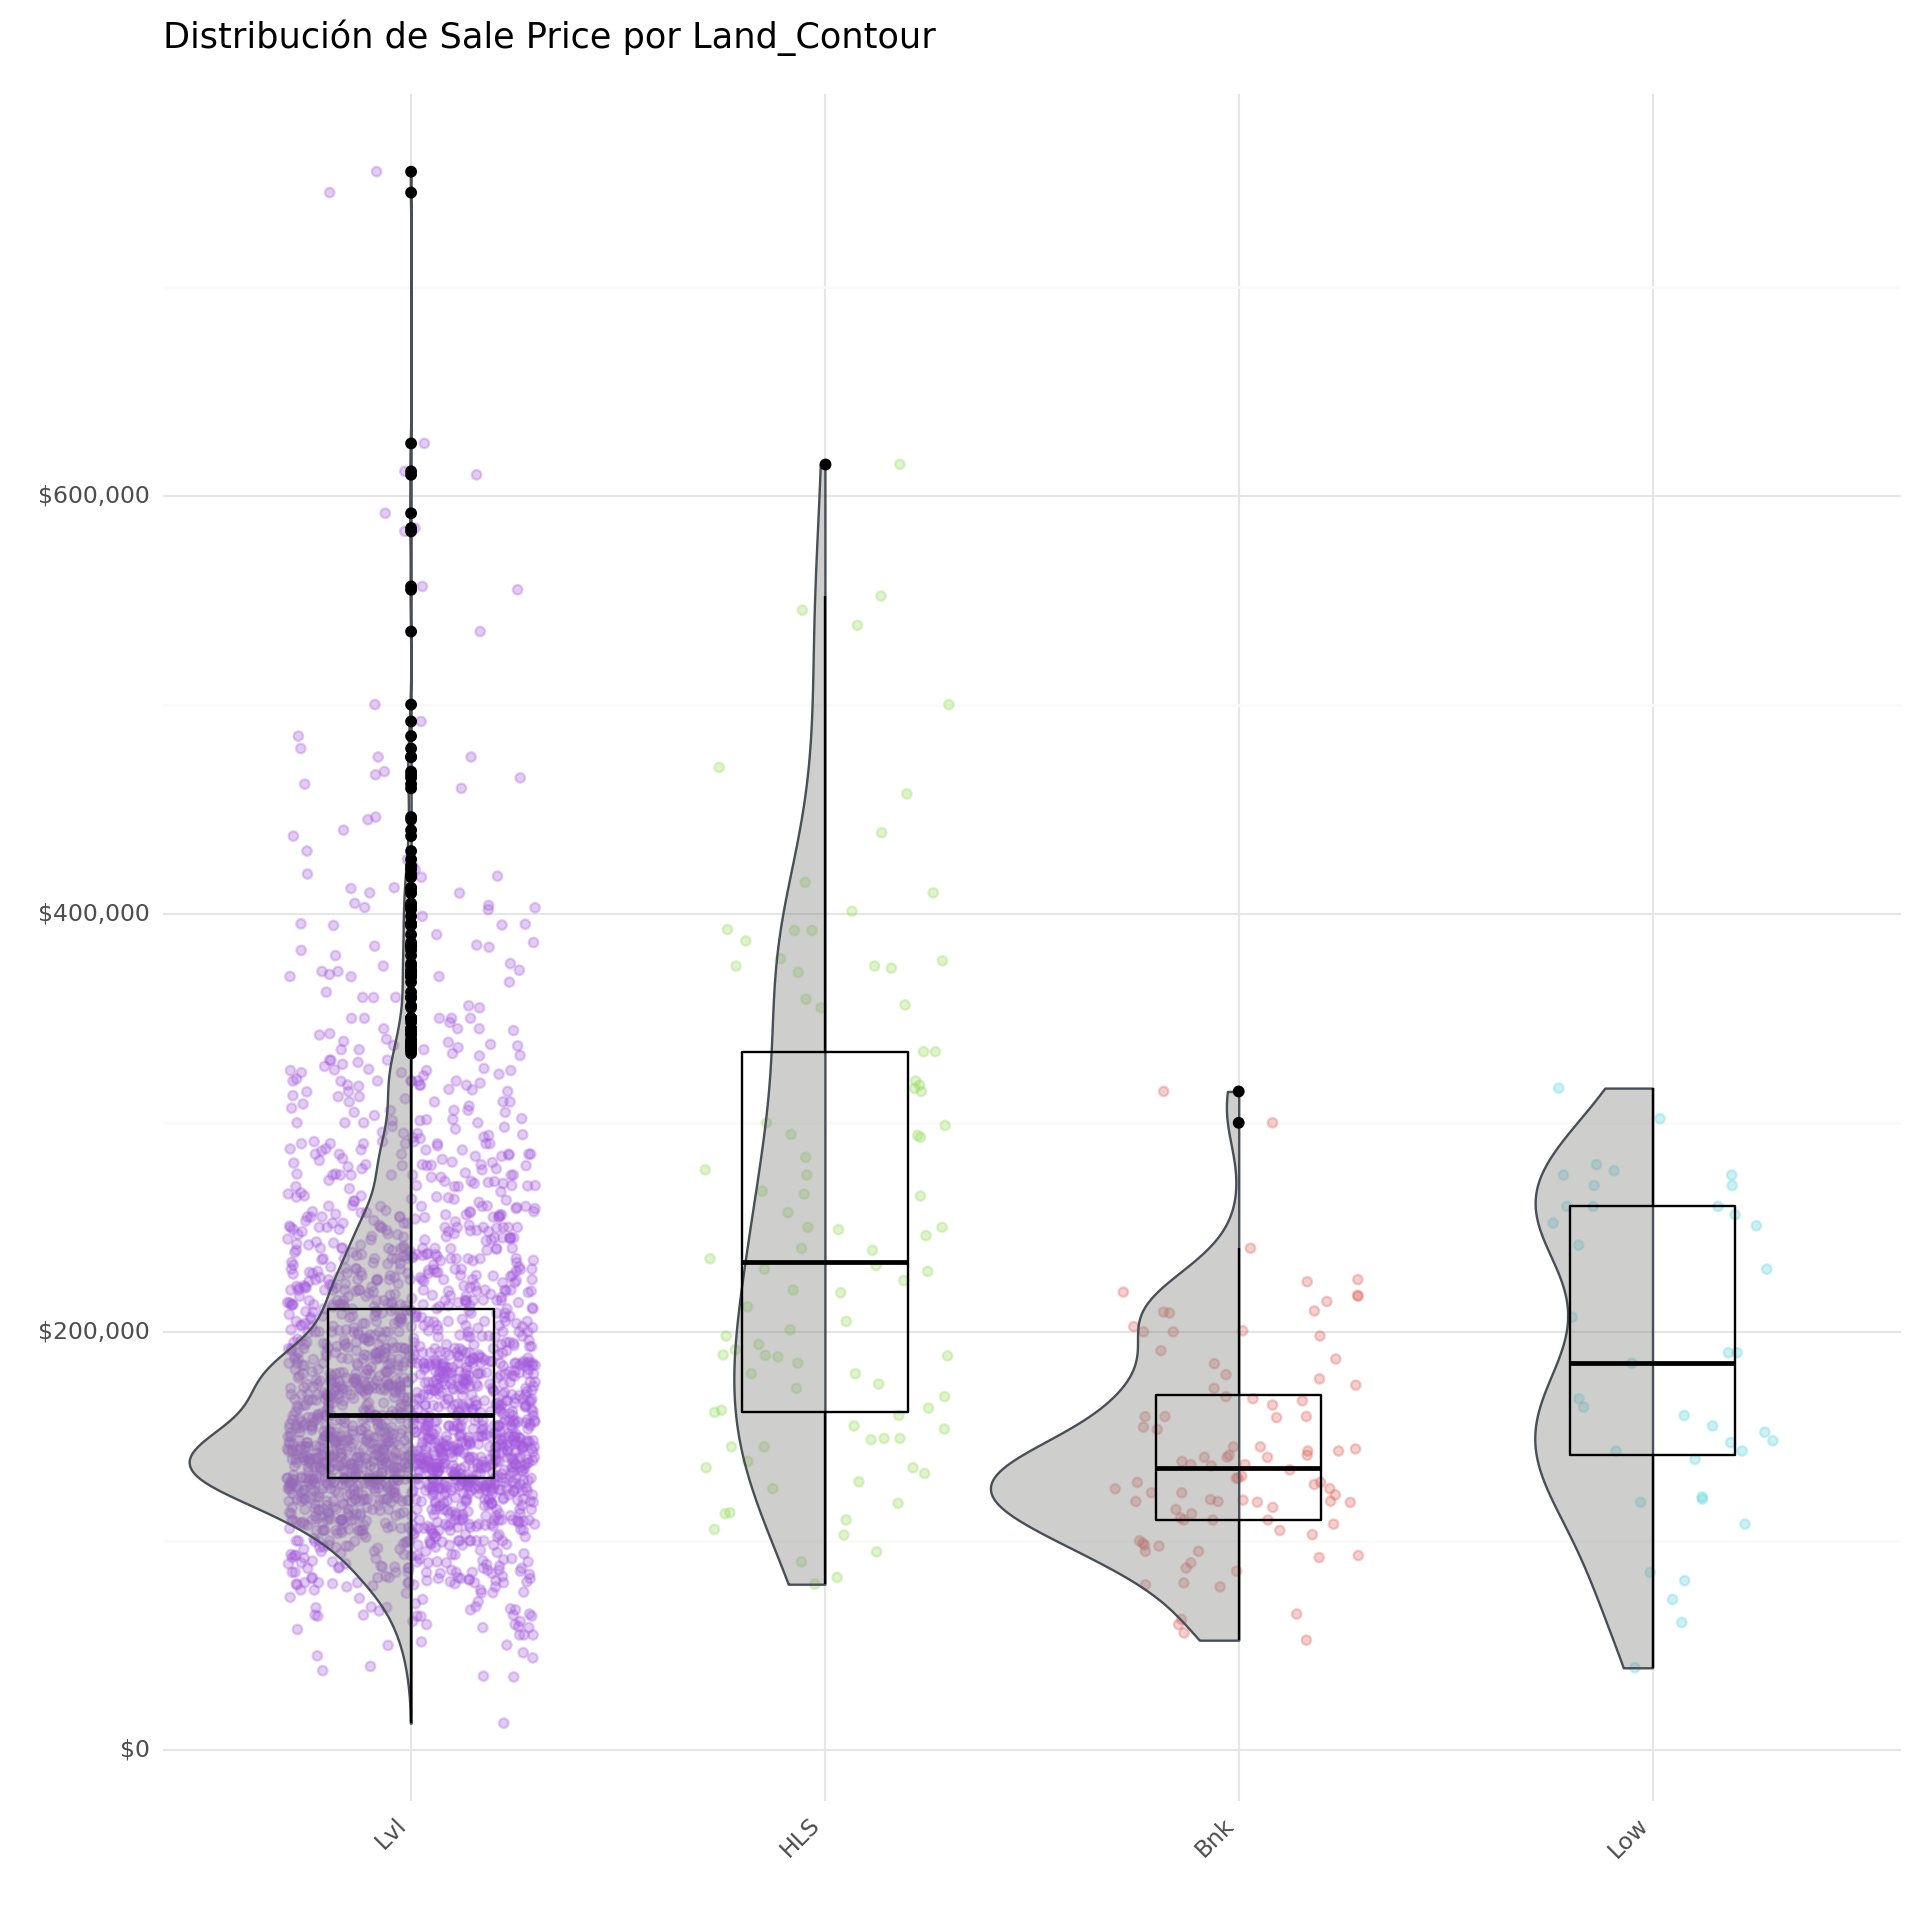 Distribución de Sale Price por Land_Contour
$600,000
$400,000
$200,000
$0
Lvl
HLS
Bnk
Low